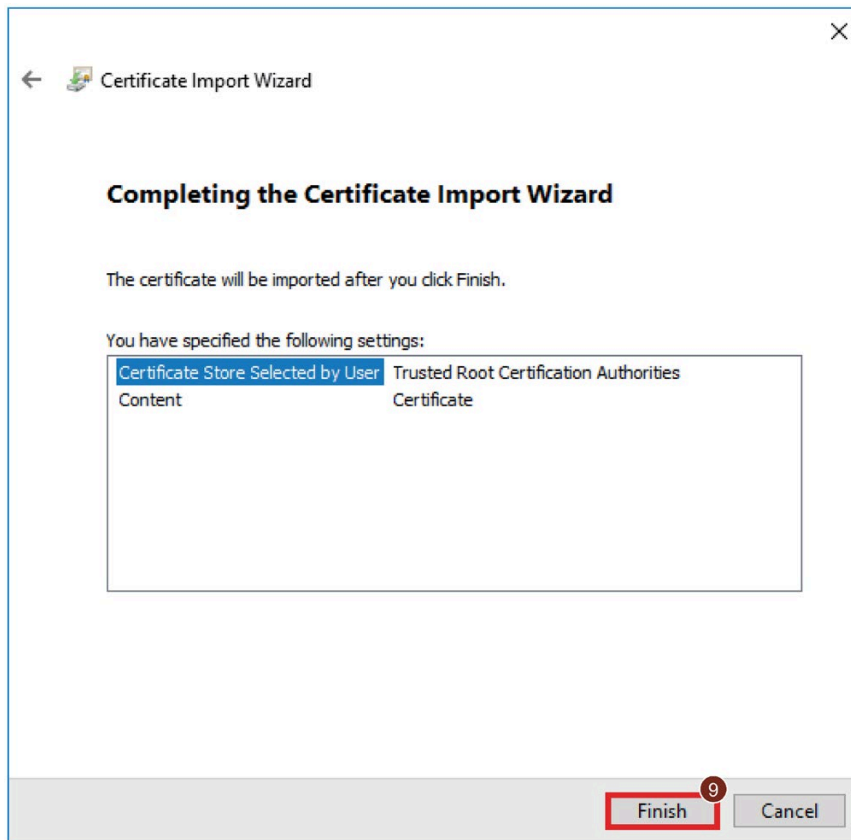 Certificate Import Wizard
Completing the Certificate Import Wizard
The certificate will be imported after you click Finish.
You have specified the following settings:
Certificate Store Selected by User Trusted Root Certification Authorities
Content Certificate
9
Finish Cancel